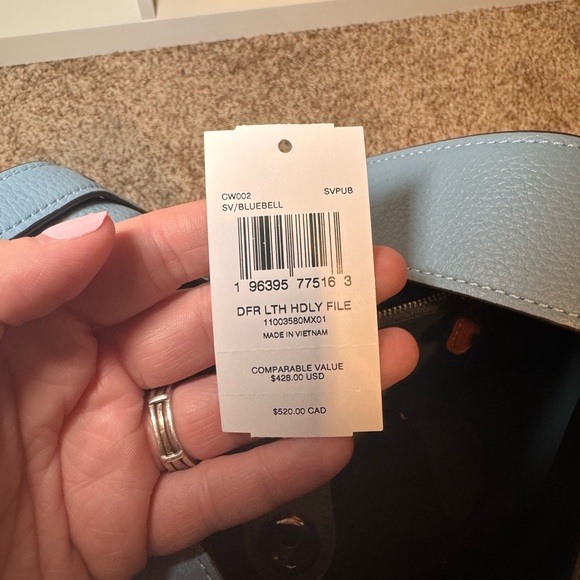 CW002 SVPUB
SV/BLUEBELL
1 96395 77516 3
DFR LTH HDLY FILE
11003580MX01
MADE IN VIETNAM
COMPARABLE VALUE
$428.00 USD
$520.00 CAD